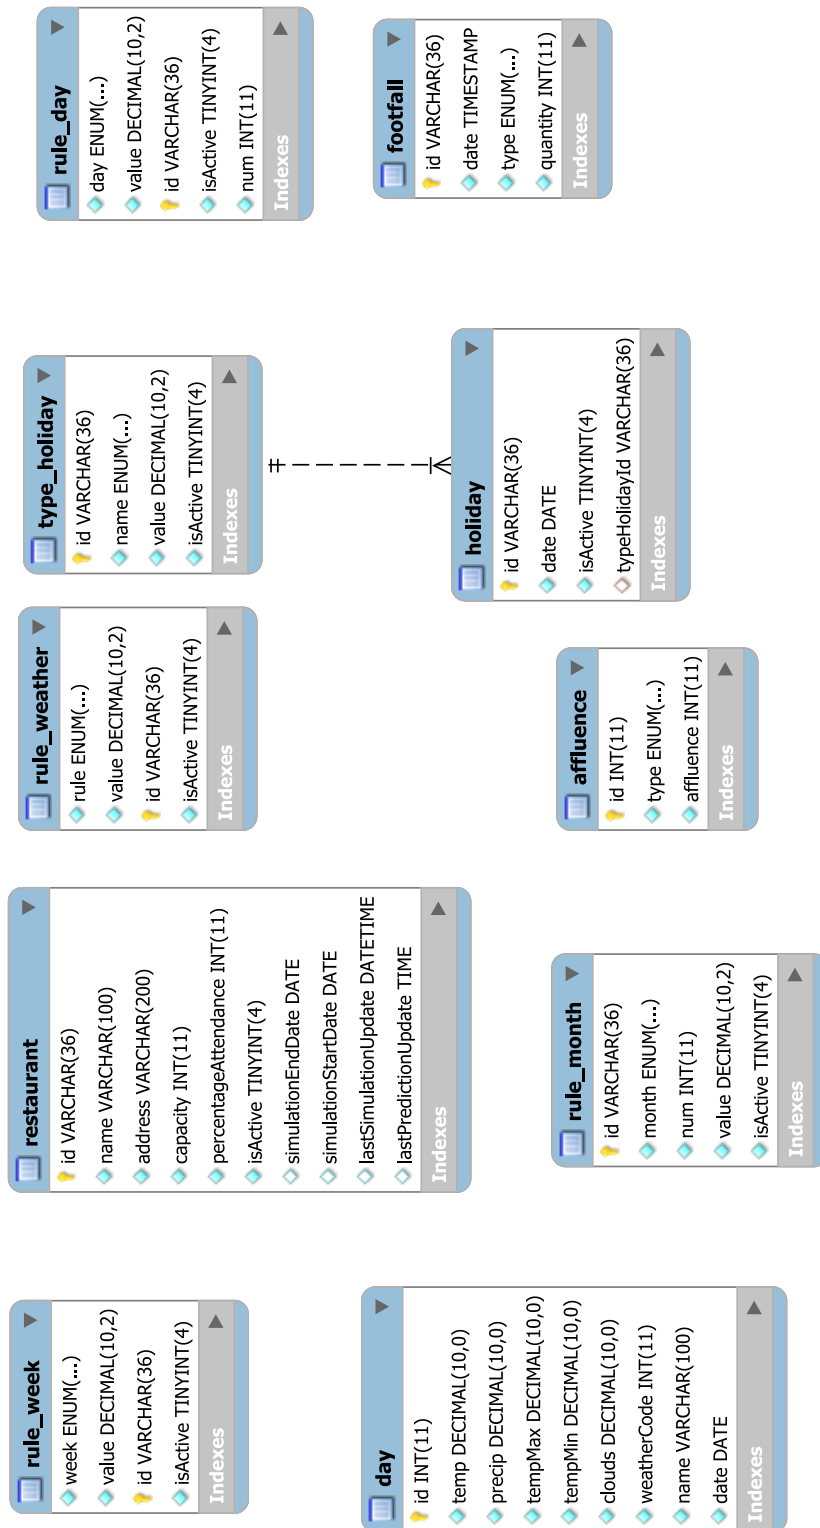 rule_week
week ENUM(...)
value DECIMAL(10,2)
id VARCHAR(36)
isActive TINYINT(4)
Indexes
restaurant
id VARCHAR(36)
name VARCHAR(100)
address VARCHAR(200)
capacity INT(11)
percentageAttendance INT(11)
isActive TINYINT(4)
simulationEndDate DATE
simulationStartDate DATE
lastSimulationUpdate DATETIME
lastPredictionUpdate TIME
Indexes
rule_weather
rule ENUM(...)
value DECIMAL(10,2)
id VARCHAR(36)
isActive TINYINT(4)
Indexes
type_holiday
id VARCHAR(36)
name ENUM(...)
value DECIMAL(10,2)
isActive TINYINT(4)
Indexes
rule_day
day ENUM(...)
value DECIMAL(10,2)
id VARCHAR(36)
isActive TINYINT(4)
num INT(11)
Indexes
day
id INT(11)
temp DECIMAL(10,0)
precip DECIMAL(10,0)
tempMax DECIMAL(10,0)
tempMin DECIMAL(10,0)
clouds DECIMAL(10,0)
weatherCode INT(11)
name VARCHAR(100)
date DATE
Indexes
rule_month
id VARCHAR(36)
month ENUM(...)
num INT(11)
value DECIMAL(10,2)
isActive TINYINT(4)
Indexes
affluence
id INT(11)
type ENUM(...)
affluence INT(11)
Indexes
holiday
id VARCHAR(36)
date DATE
isActive TINYINT(4)
typeHolidayId VARCHAR(36)
Indexes
footfall
id VARCHAR(36)
date TIMESTAMP
type ENUM(...)
quantity INT(11)
Indexes